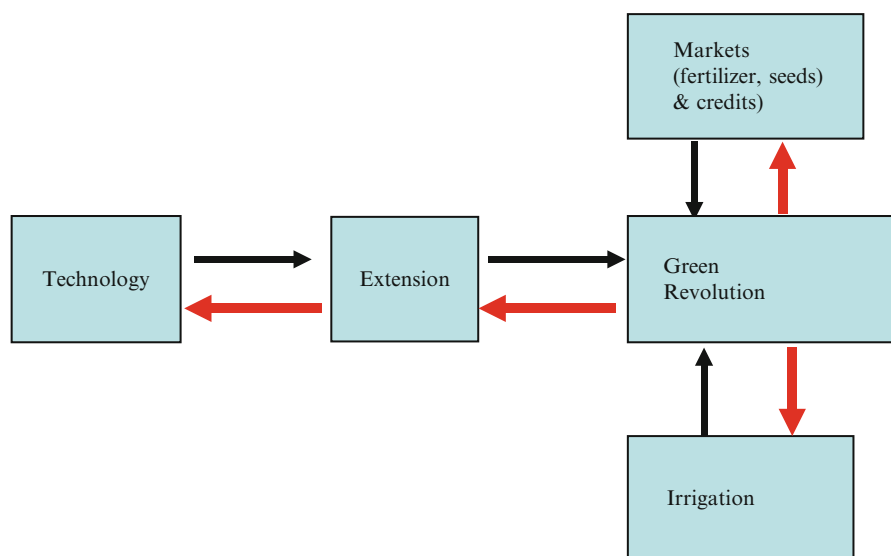 Markets
(fertilizer, seeds)
& credits)
Technology
Extension
Green
Revolution
Irrigation